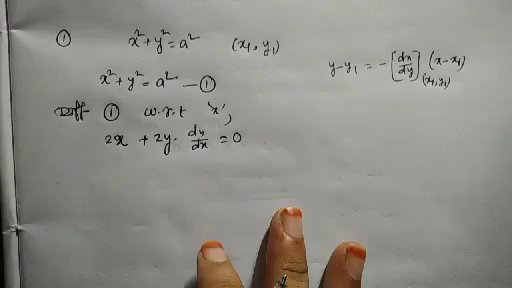 ① x²+y²=a² (x₁, y₁)
y-y₁ = -[dx/dy](x₁,y₁) (x-x₁)
x²+y²=a² —①
Diff ① w.r.t 'x',
2x + 2y. dy/dx = 0